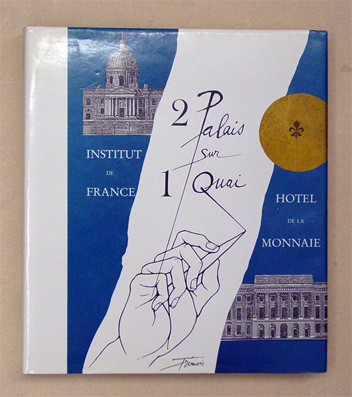 2 Palais
sur
1 Quai
INSTITUT
DE
FRANCE
HOTEL
DE LA
MONNAIE